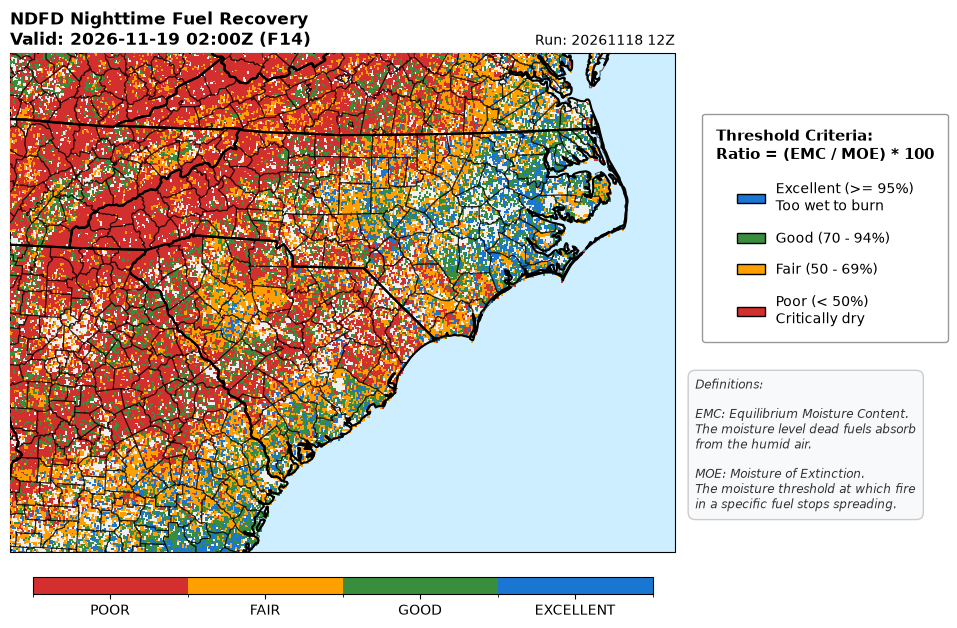 NDFD Nighttime Fuel Recovery
Valid: 2026-11-19 02:00Z (F14)
Run: 20261118 12Z
Threshold Criteria:
Ratio = (EMC / MOE) * 100
Excellent (>= 95%)
Too wet to burn
Good (70 - 94%)
Fair (50 - 69%)
Poor (< 50%)
Critically dry
Definitions:
EMC: Equilibrium Moisture Content.
The moisture level dead fuels absorb
from the humid air.
MOE: Moisture of Extinction.
The moisture threshold at which fire
in a specific fuel stops spreading.
POOR
FAIR
GOOD
EXCELLENT